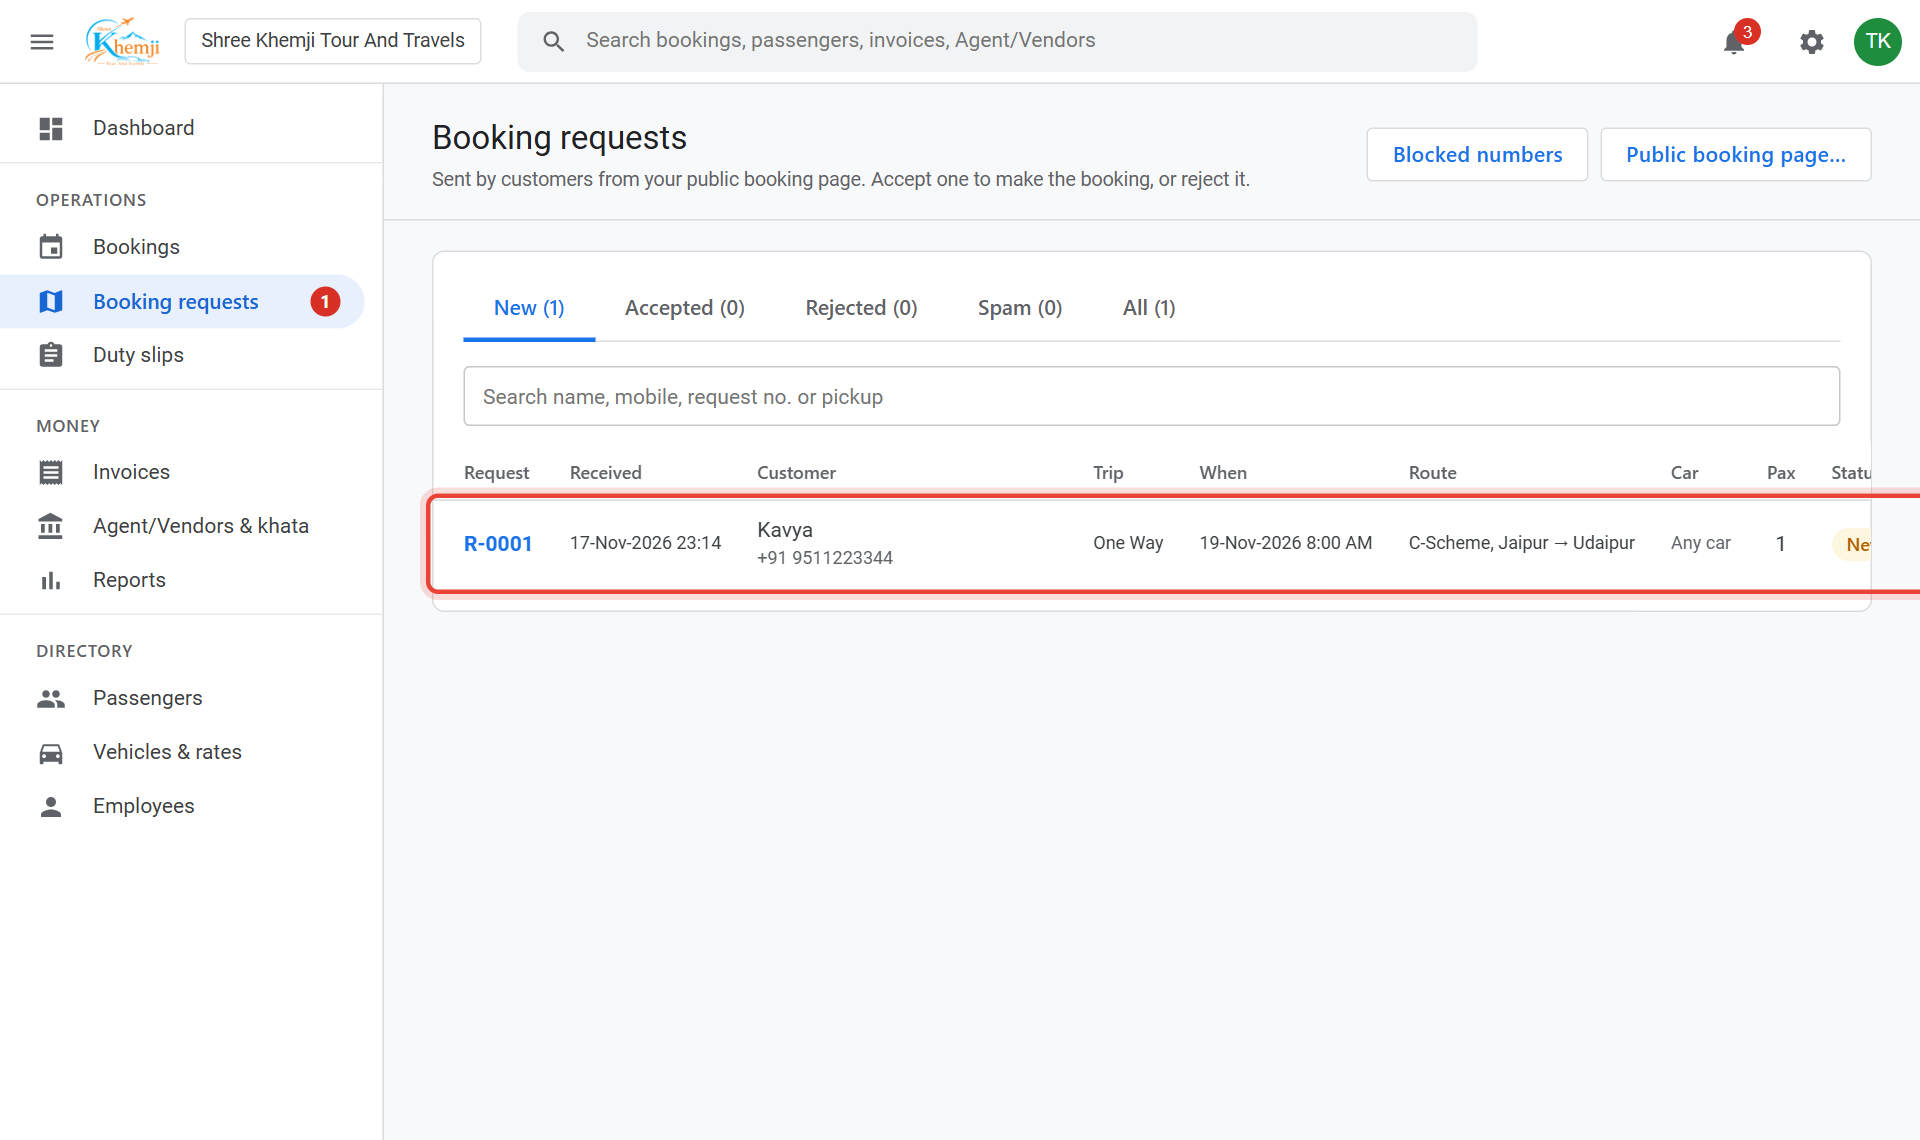 Khemji
Shree Khemji Tour And Travels
Search bookings, passengers, invoices, Agent/Vendors
3
TK
Dashboard
OPERATIONS
Bookings
Booking requests 1
Duty slips
MONEY
Invoices
Agent/Vendors & khata
Reports
DIRECTORY
Passengers
Vehicles & rates
Employees
Booking requests
Sent by customers from your public booking page. Accept one to make the booking, or reject it.
Blocked numbers
Public booking page...
New (1) Accepted (0) Rejected (0) Spam (0) All (1)
Search name, mobile, request no. or pickup
Request Received Customer Trip When Route Car Pax Statu
R-0001 17-Nov-2026 23:14 Kavya +91 9511223344 One Way 19-Nov-2026 8:00 AM C-Scheme, Jaipur → Udaipur Any car 1 Ne